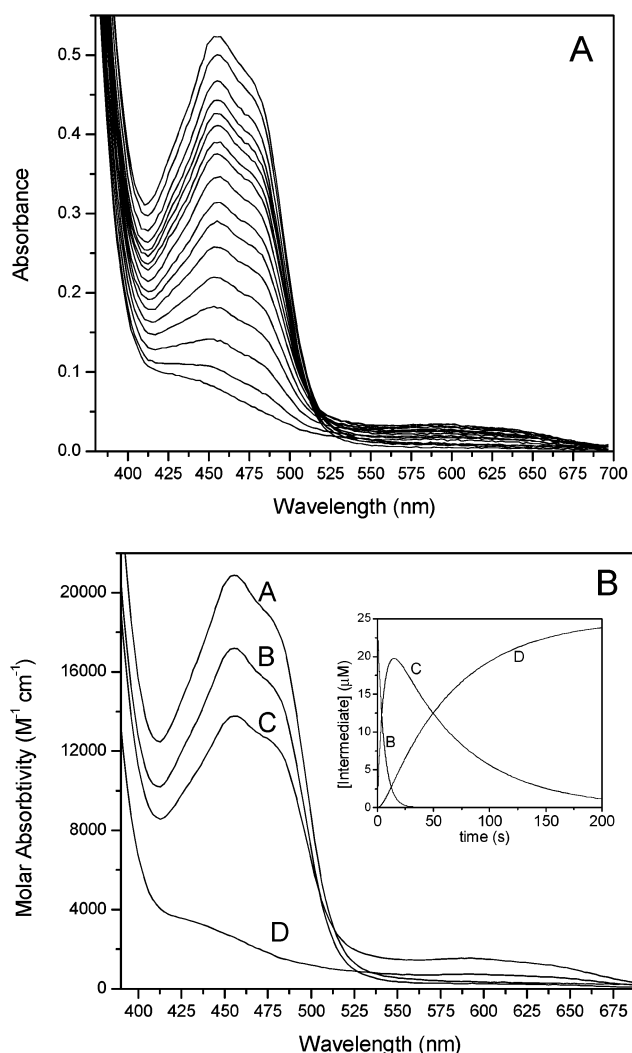 A
0.5
0.4
0.3
0.2
0.1
0.0
Absorbance
400 425 450 475 500 525 550 575 600 625 650 675 700
Wavelength (nm)
B
20000
16000
12000
8000
4000
0
Molar Absorbtivity (M⁻¹ cm⁻¹)
A
B
C
D
25
20
15
10
5
0
[Intermediate] (μM)
B
C
D
0 50 100 150 200
time (s)
400 425 450 475 500 525 550 575 600 625 650 675
Wavelength (nm)